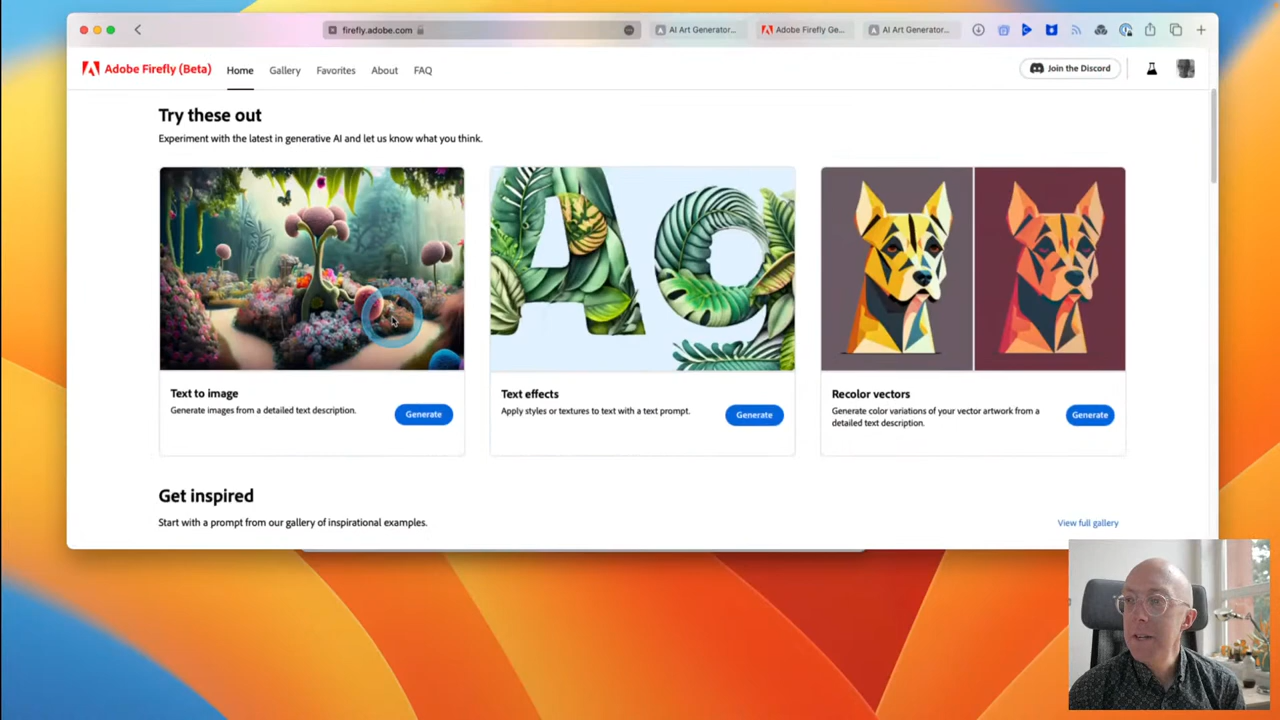 firefly.adobe.com
AI Art Generator...
Adobe Firefly Ge...
AI Art Generator...
Adobe Firefly (Beta)
Home
Gallery
Favorites
About
FAQ
Join the Discord
Try these out
Experiment with the latest in generative AI and let us know what you think.
Ag
Text to image
Generate images from a detailed text description.
Generate
Text effects
Apply styles or textures to text with a text prompt.
Generate
Recolor vectors
Generate color variations of your vector artwork from a
detailed text description.
Generate
Get inspired
Start with a prompt from our gallery of inspirational examples.
View full gallery